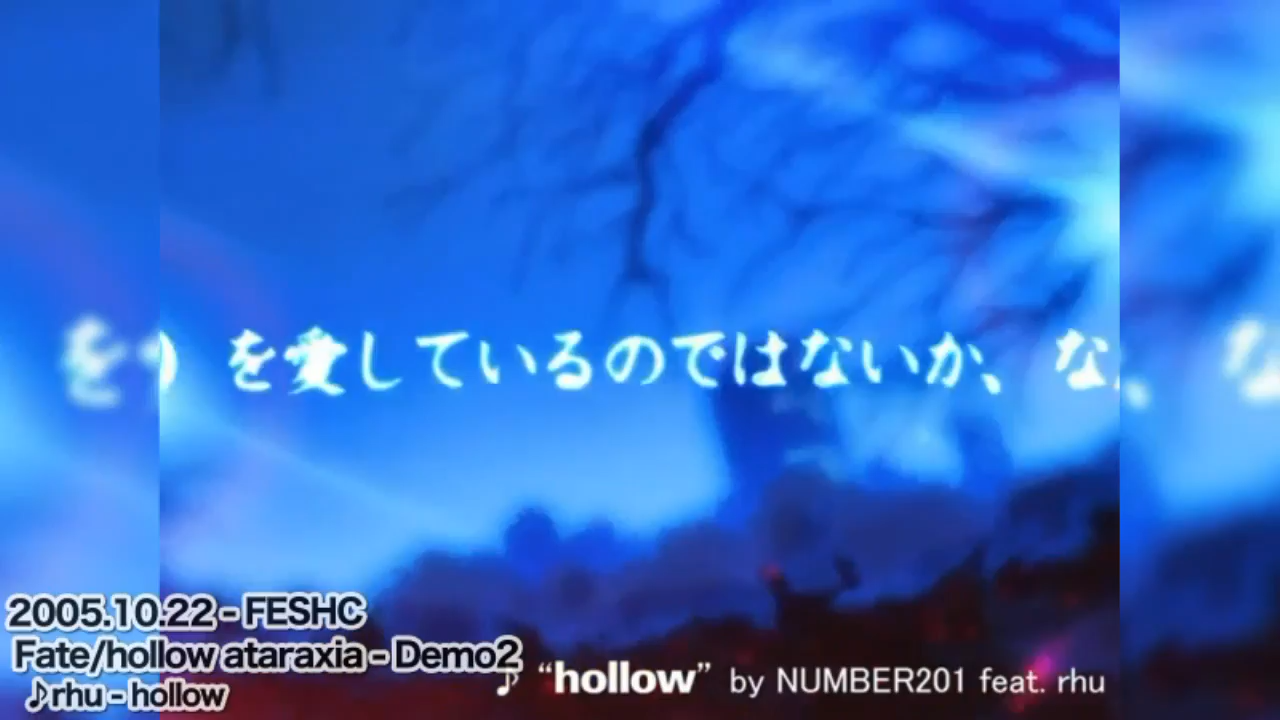 を愛しているのではないか、な
2005.10.22 - FESHC
Fate/hollow ataraxia - Demo2
♪ “hollow” by NUMBER201 feat. rhu
♪rhu - hollow